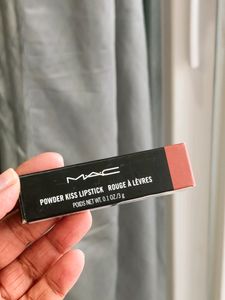 MAC
POWDER KISS LIPSTICK ROUGE À LÈVRES
POIDS NET WT. 0.1 OZ/3 g